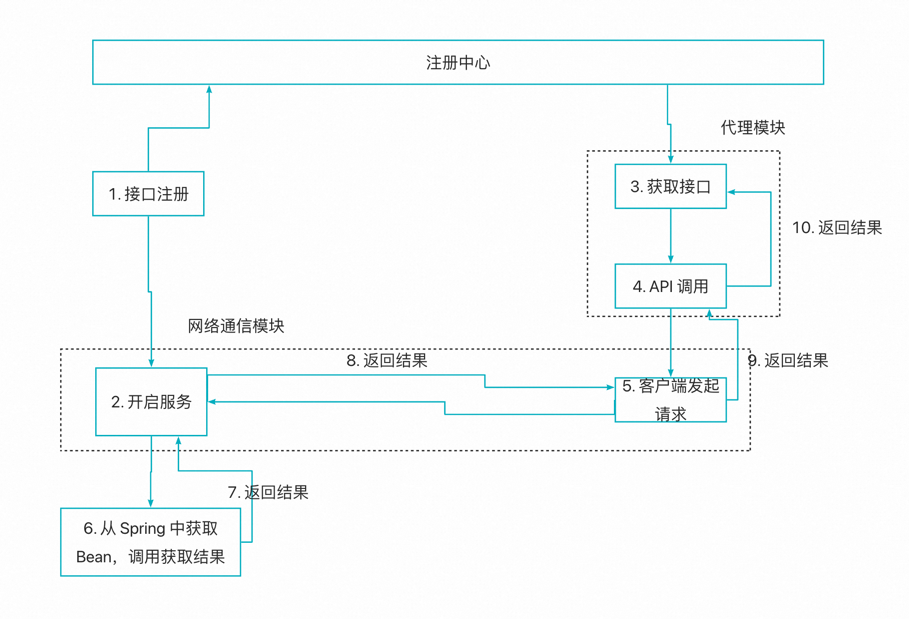 注册中心
代理模块
1. 接口注册
3. 获取接口
10. 返回结果
4. API 调用
网络通信模块
8. 返回结果
9. 返回结果
2. 开启服务
5. 客户端发起
请求
7. 返回结果
6. 从 Spring 中获取
Bean，调用获取结果